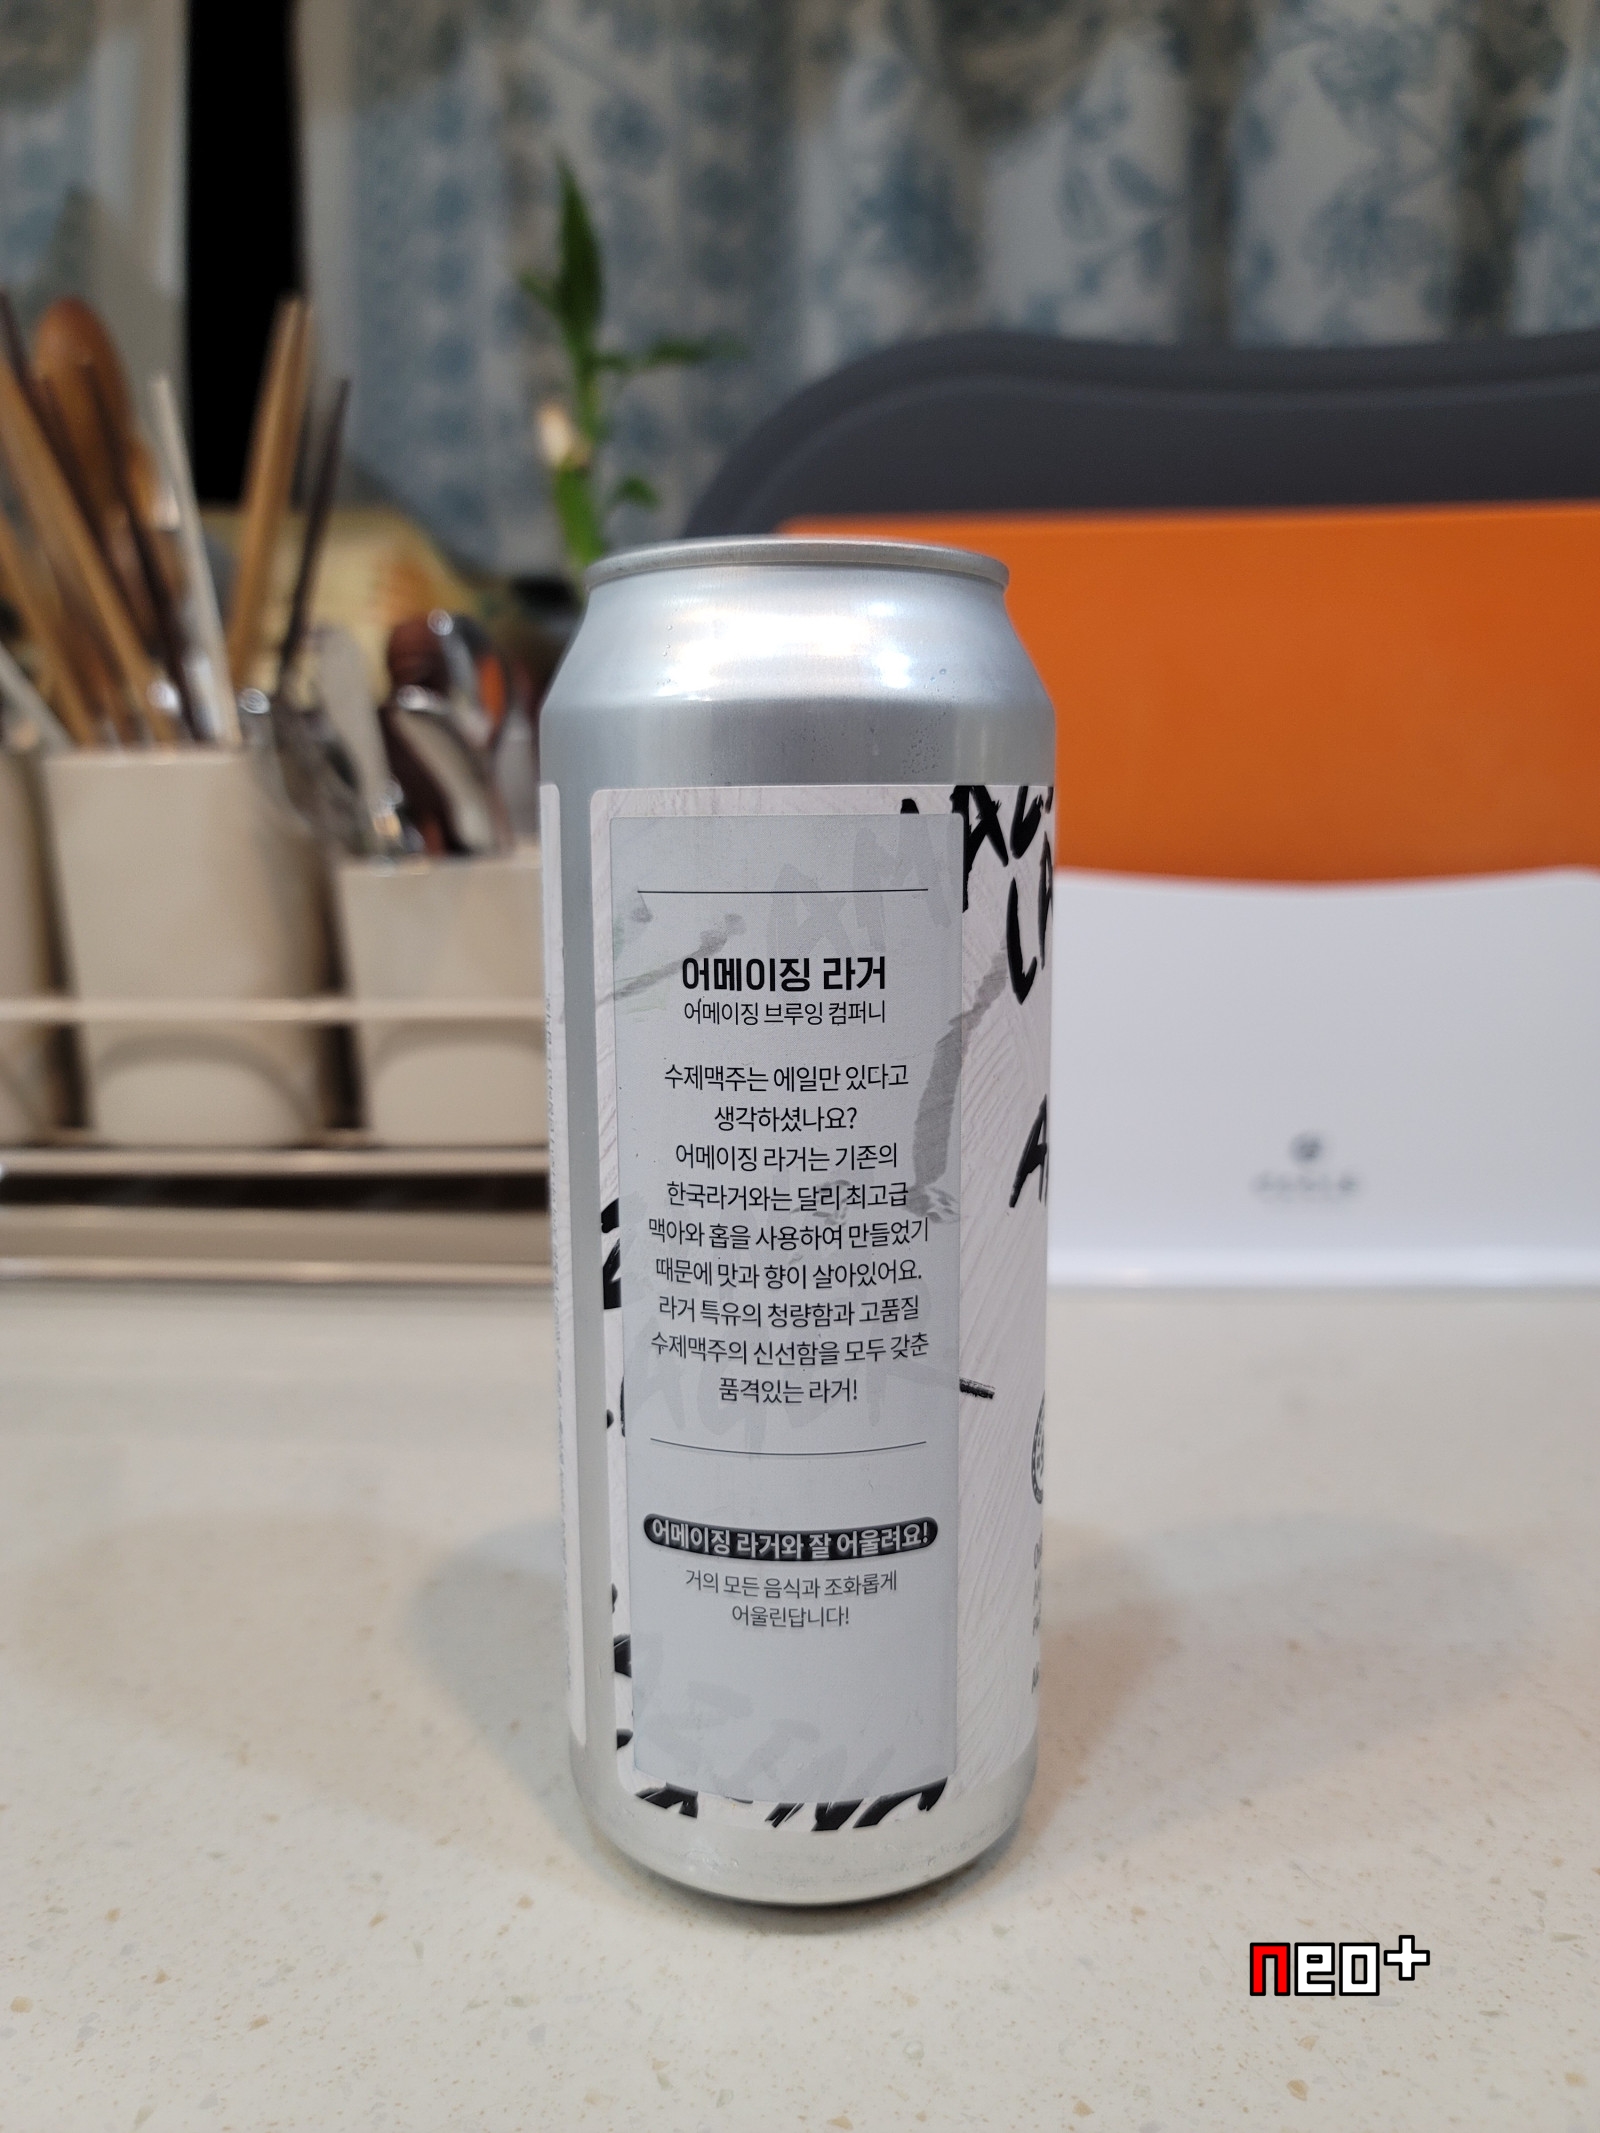 어메이징 라거
어메이징 브루잉 컴퍼니
수제맥주는 에일만 있다고
생각하셨나요?
어메이징 라거는 기존의
한국라거와는 달리 최고급
맥아와 홉을 사용하여 만들었기
때문에 맛과 향이 살아있어요.
라거 특유의 청량함과 고품질
수제맥주의 신선함을 모두 갖춘
품격있는 라거!
어메이징 라거와 잘 어울려요!
거의 모든 음식과 조화롭게
어울린답니다!
neo+